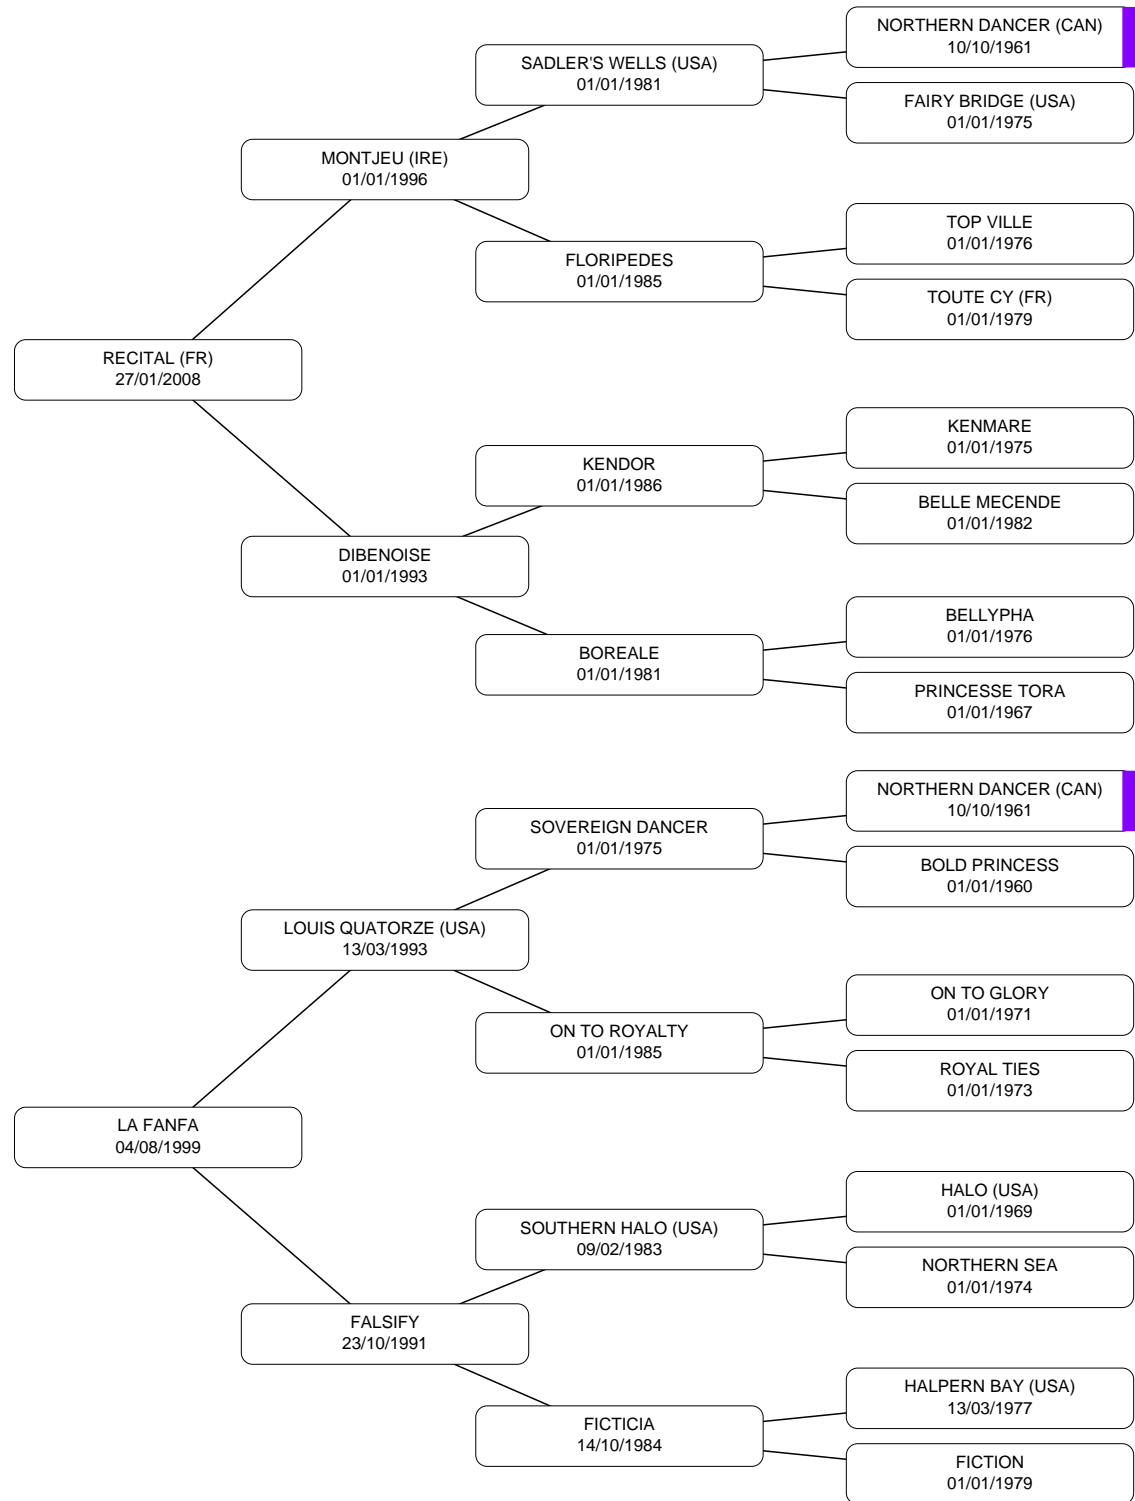 NORTHERN DANCER (CAN)
10/10/1961
SADLER'S WELLS (USA)
01/01/1981
FAIRY BRIDGE (USA)
01/01/1975
MONTJEU (IRE)
01/01/1996
TOP VILLE
01/01/1976
FLORIPEDES
01/01/1985
TOUTE CY (FR)
01/01/1979
RECITAL (FR)
27/01/2008
KENMARE
01/01/1975
KENDOR
01/01/1986
BELLE MECENDE
01/01/1982
DIBENOISE
01/01/1993
BELLYPHA
01/01/1976
BOREALE
01/01/1981
PRINCESSE TORA
01/01/1967
NORTHERN DANCER (CAN)
10/10/1961
SOVEREIGN DANCER
01/01/1975
BOLD PRINCESS
01/01/1960
LOUIS QUATORZE (USA)
13/03/1993
ON TO GLORY
01/01/1971
ON TO ROYALTY
01/01/1985
ROYAL TIES
01/01/1973
LA FANFA
04/08/1999
HALO (USA)
01/01/1969
SOUTHERN HALO (USA)
09/02/1983
NORTHERN SEA
01/01/1974
FALSIFY
23/10/1991
HALPERN BAY (USA)
13/03/1977
FICTICIA
14/10/1984
FICTION
01/01/1979